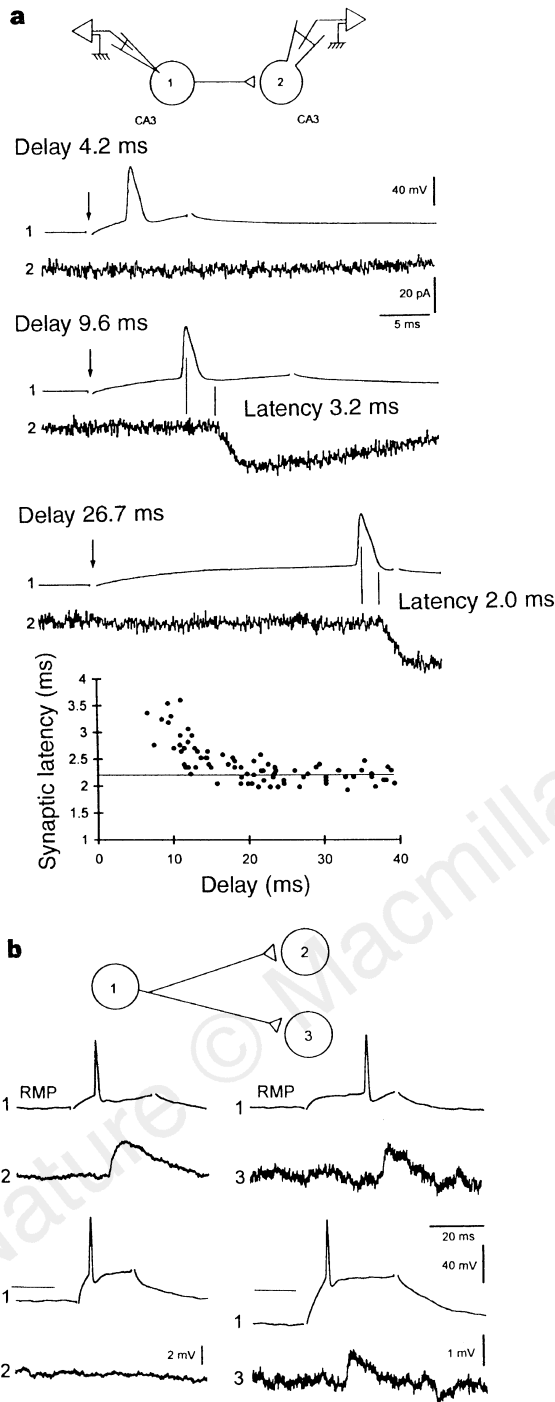 a
1 2
CA3 CA3
Delay 4.2 ms
40 mV
1
2
20 pA
5 ms
Delay 9.6 ms
1
Latency 3.2 ms
2
Delay 26.7 ms
1
Latency 2.0 ms
2
Synaptic latency (ms)
4
3.5
3
2.5
2
1.5
1
0 10 20 30 40
Delay (ms)
b
1
2
3
RMP RMP
1 1
2 3
20 ms
40 mV
1 1
2 mV 1 mV
2 3
Nature © Macmilla